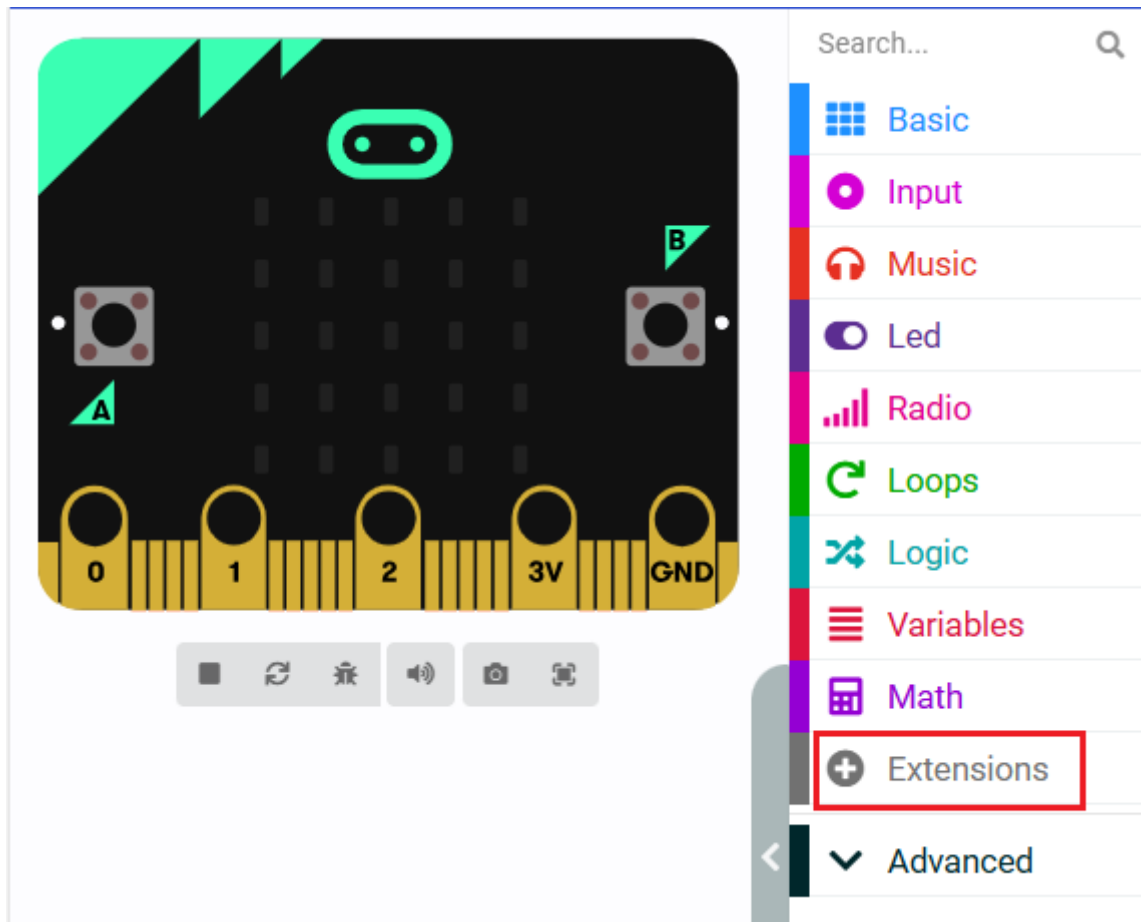 Search...
Basic
Input
Music
B
Led
A
Radio
Loops
Logic
0 1 2 3V GND
Variables
Math
Extensions
Advanced